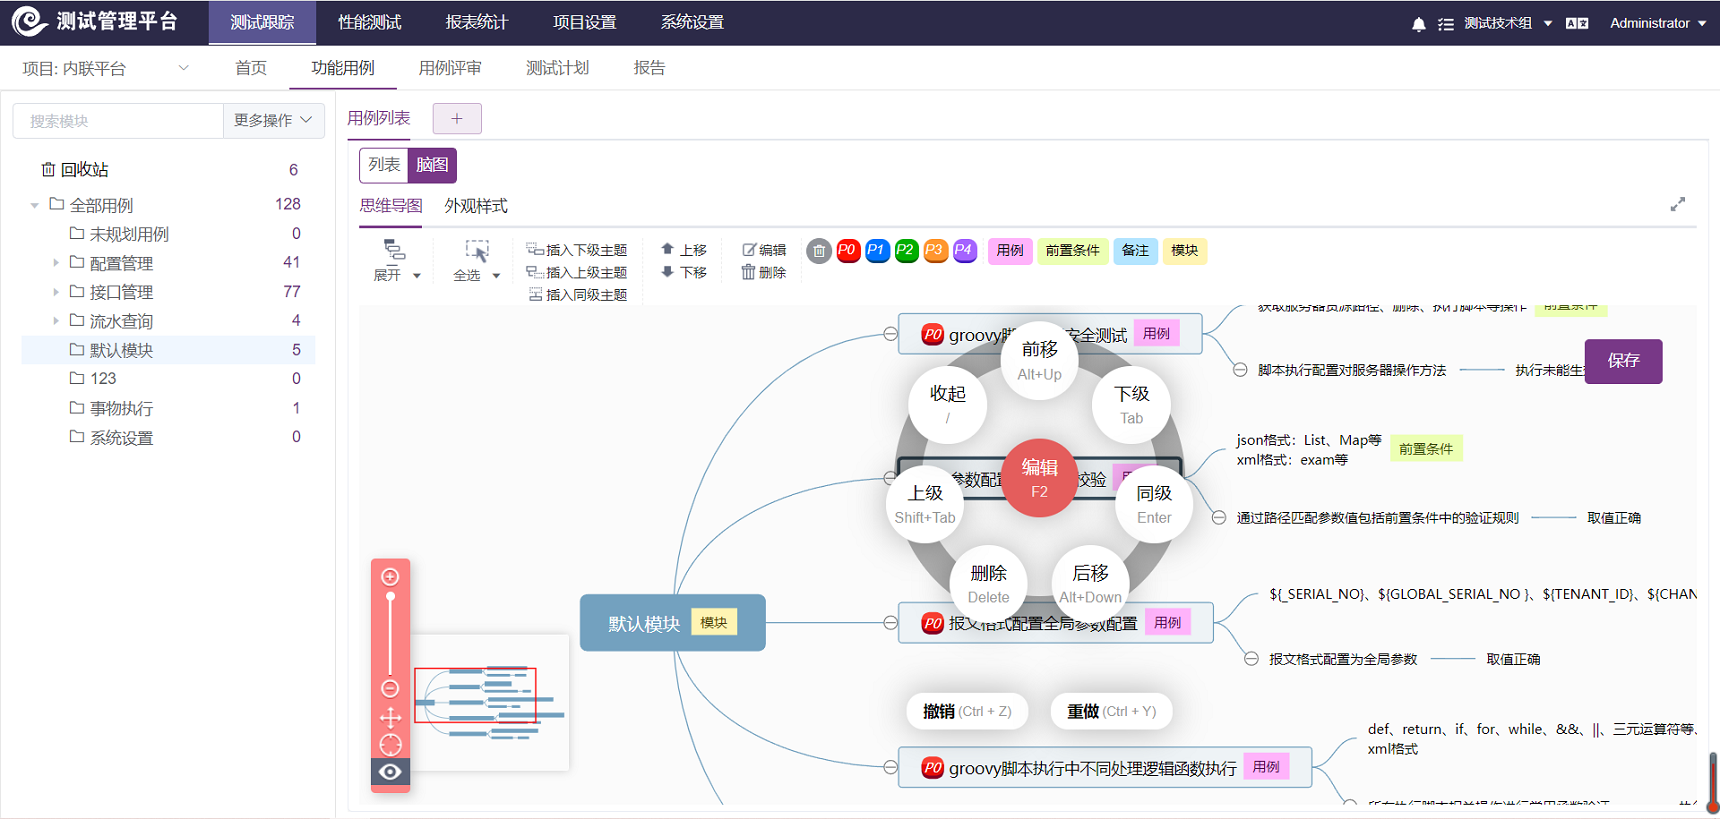 测试管理平台
测试跟踪
性能测试
报表统计
项目设置
系统设置
测试技术组
Administrator
项目: 内联平台
首页
功能用例
用例评审
测试计划
报告
搜索模块
更多操作
用例列表
+
回收站 6
全部用例 128
未规划用例 0
配置管理 41
接口管理 77
流水查询 4
默认模块 5
123 0
事物执行 1
系统设置 0
列表
脑图
思维导图
外观样式
展开
全选
插入下级主题
插入上级主题
插入同级主题
上移
下移
编辑
删除
P0 P1 P2 P3 P4
用例
前置条件
备注
模块
获取服务器资源路径、删除、执行脚本等操作
前置条件
P0 groovy脚 安全测试 用例
脚本执行配置对服务器操作方法
执行未能生
保存
前移
Alt+Up
收起
/
下级
Tab
编辑
F2
上级
Shift+Tab
同级
Enter
删除
Delete
后移
Alt+Down
参数配置 校验
json格式：List、Map等
xml格式：exam等
前置条件
通过路径匹配参数值包括前置条件中的验证规则
取值正确
默认模块 模块
P0 报文格式配置全局参数配置 用例
${_SERIAL_NO}、${GLOBAL_SERIAL_NO }、${TENANT_ID}、${CHAN
报文格式配置为全局参数
取值正确
撤销 (Ctrl + Z)
重做 (Ctrl + Y)
P0 groovy脚本执行中不同处理逻辑函数执行 用例
def、return、if、for、while、&&、||、三元运算符等、
xml格式